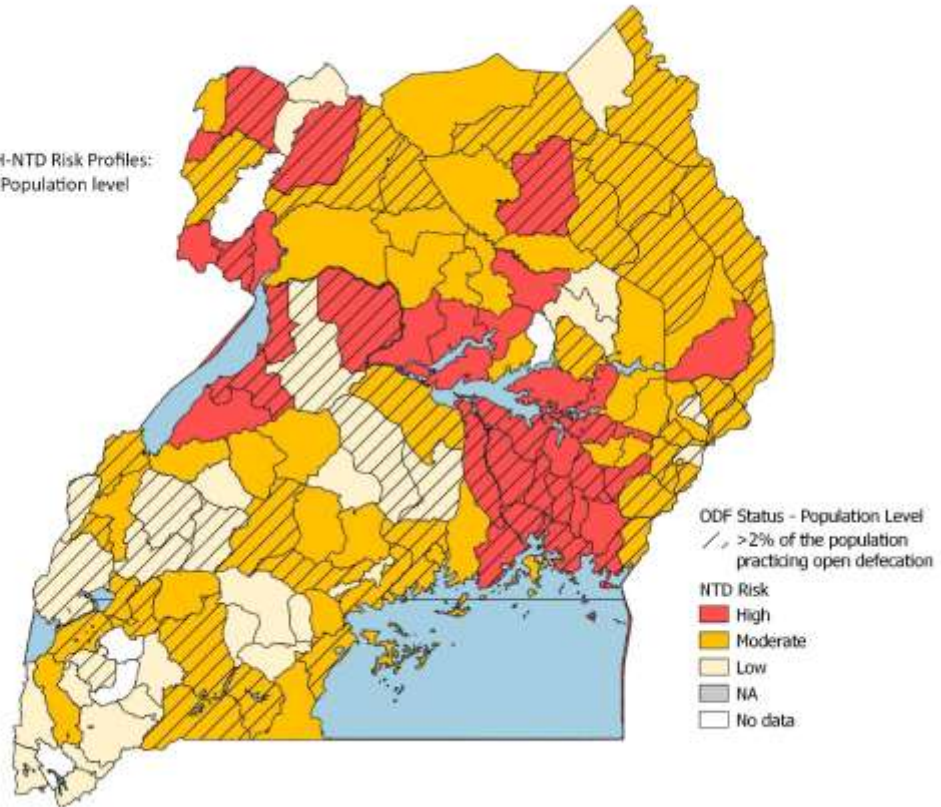 H-NTD Risk Profiles:
Population level
ODF Status - Population Level
>2% of the population
practicing open defecation
NTD Risk
High
Moderate
Low
NA
No data